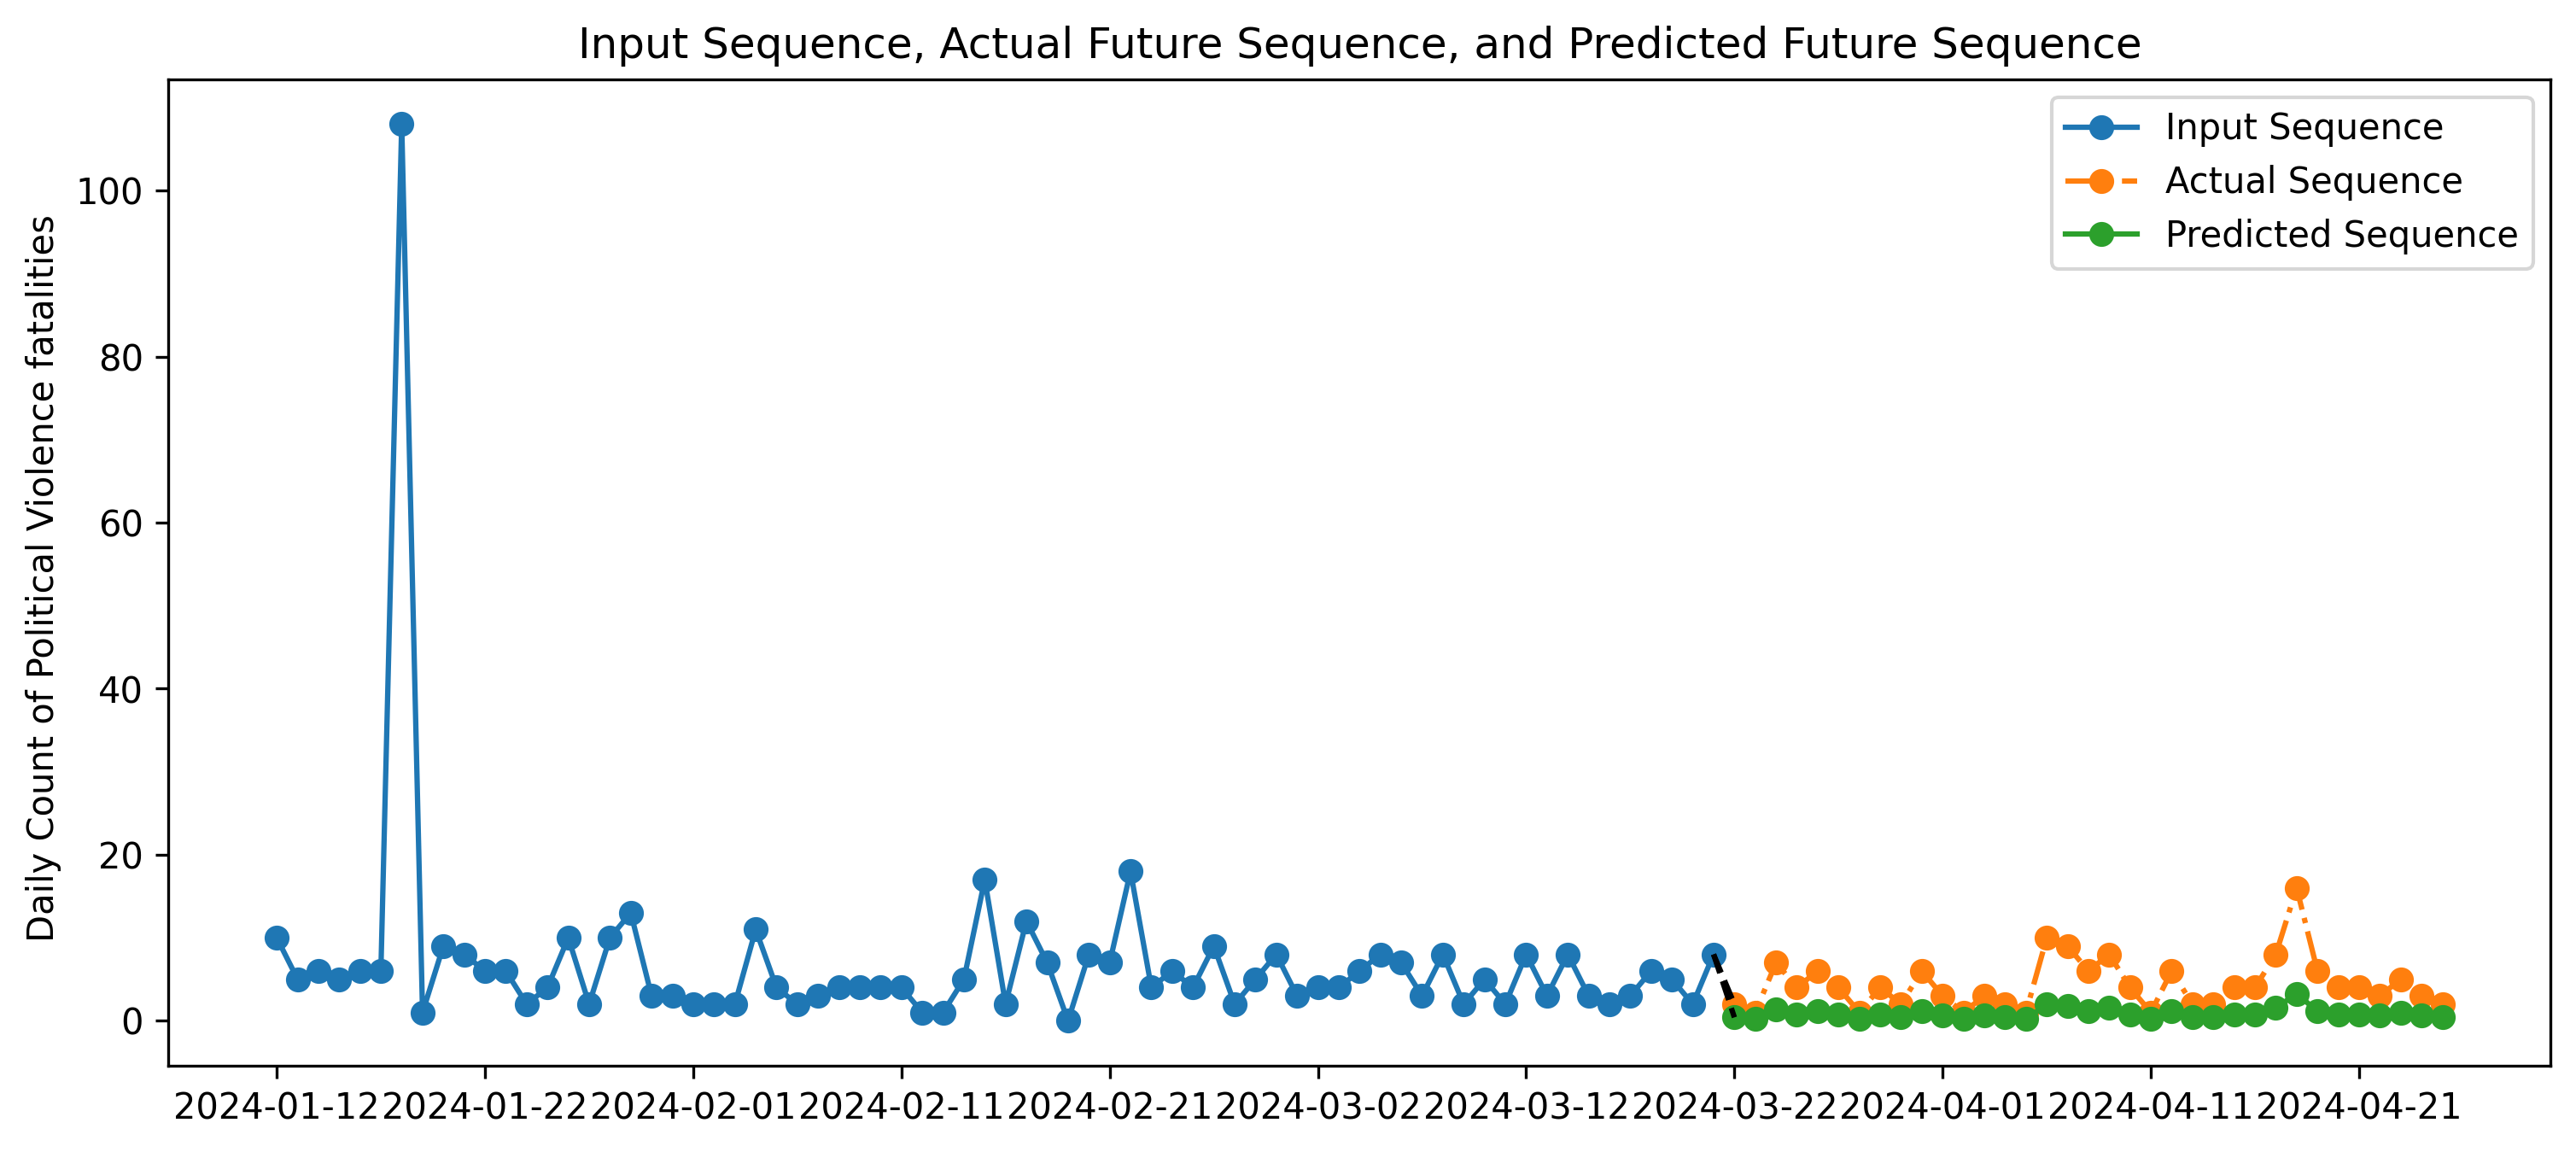 Input Sequence, Actual Future Sequence, and Predicted Future Sequence
Daily Count of Political Violence fatalities
100
80
60
40
20
0
Input Sequence
Actual Sequence
Predicted Sequence
2024-01-12 2024-01-22 2024-02-01 2024-02-11 2024-02-21 2024-03-02 2024-03-12 2024-03-22 2024-04-01 2024-04-11 2024-04-21